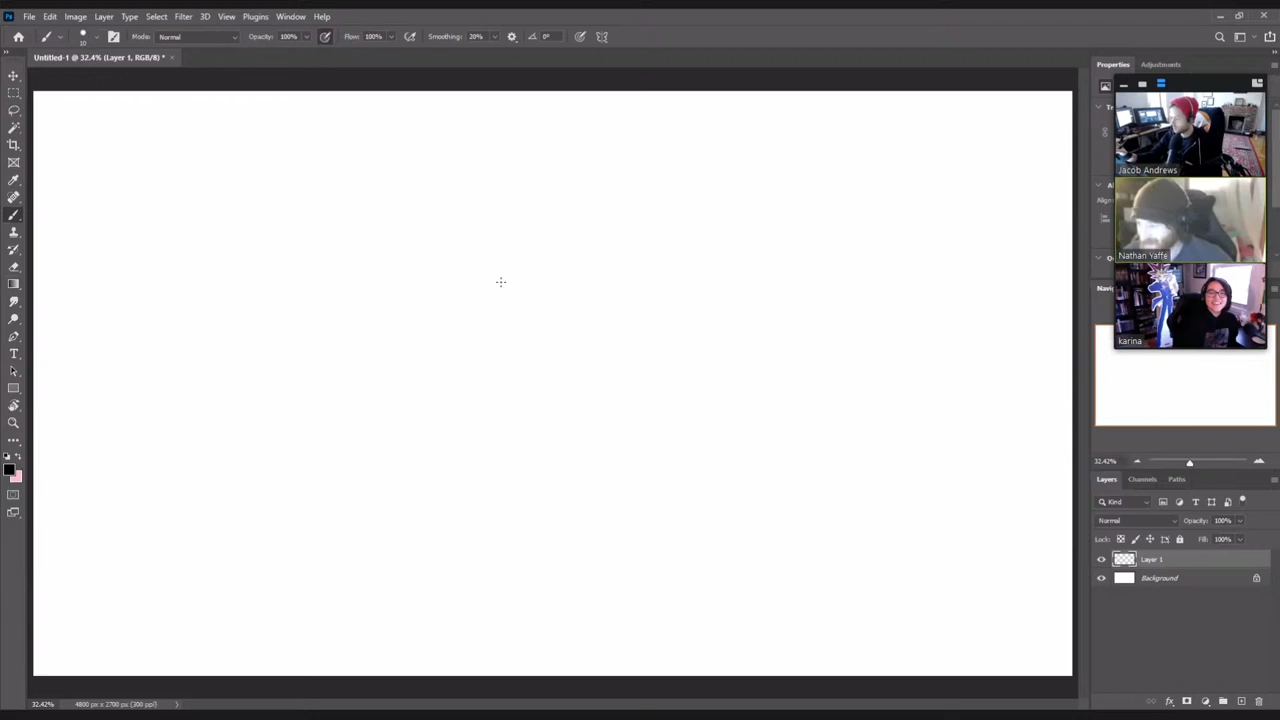 Ps File Edit Image Layer Type Select Filter 3D View Plugins Window Help
10 Mode: Normal Opacity: 100% Flow: 100% Smoothing: 20% 0°
Untitled-1 @ 32.4% (Layer 1, RGB/8) * ×
Properties Adjustments
Jacob Andrews
Nathan Yaffe
karina
32.42%
Layers Channels Paths
Kind
Normal Opacity: 100%
Lock: Fill: 100%
Layer 1
Background
32.42% 4800 px x 2700 px (300 ppi)